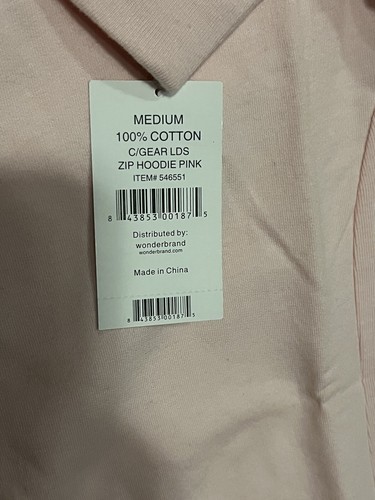 MEDIUM
100% COTTON
C/GEAR LDS
ZIP HOODIE PINK
ITEM# 546551
8 43853 00187 5
Distributed by:
wonderbrand
wonderbrand.com
Made in China
8 43853 00187 5